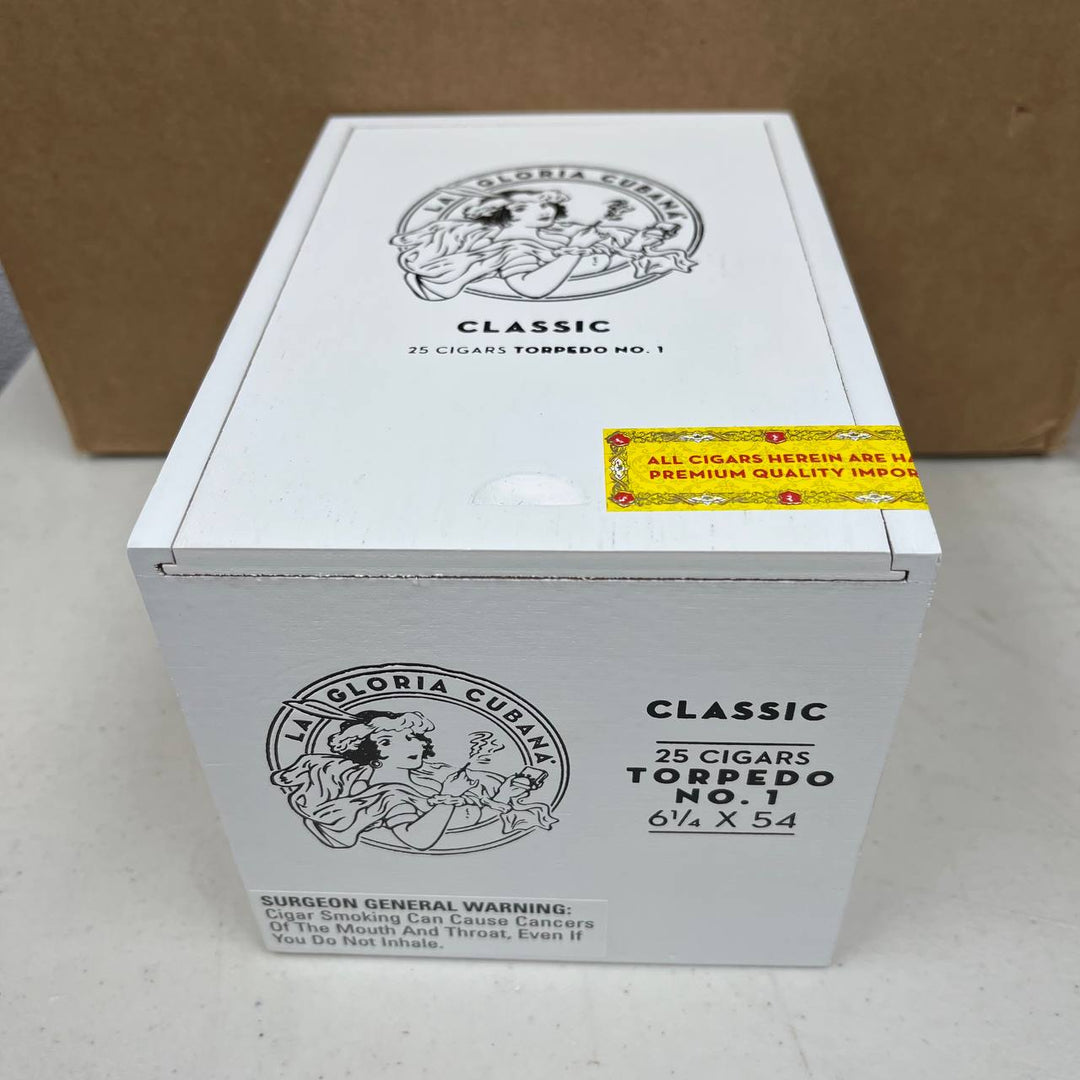 LA GLORIA CUBANA
CLASSIC
25 CIGARS TORPEDO NO. 1
ALL CIGARS HEREIN ARE
PREMIUM QUALITY
LA GLORIA CUBANA
CLASSIC
25 CIGARS
TORPEDO
NO. 1
6¼ X 54
SURGEON GENERAL WARNING:
Cigar Smoking Can Cause Cancers
Of The Mouth And Throat, Even If
You Do Not Inhale.